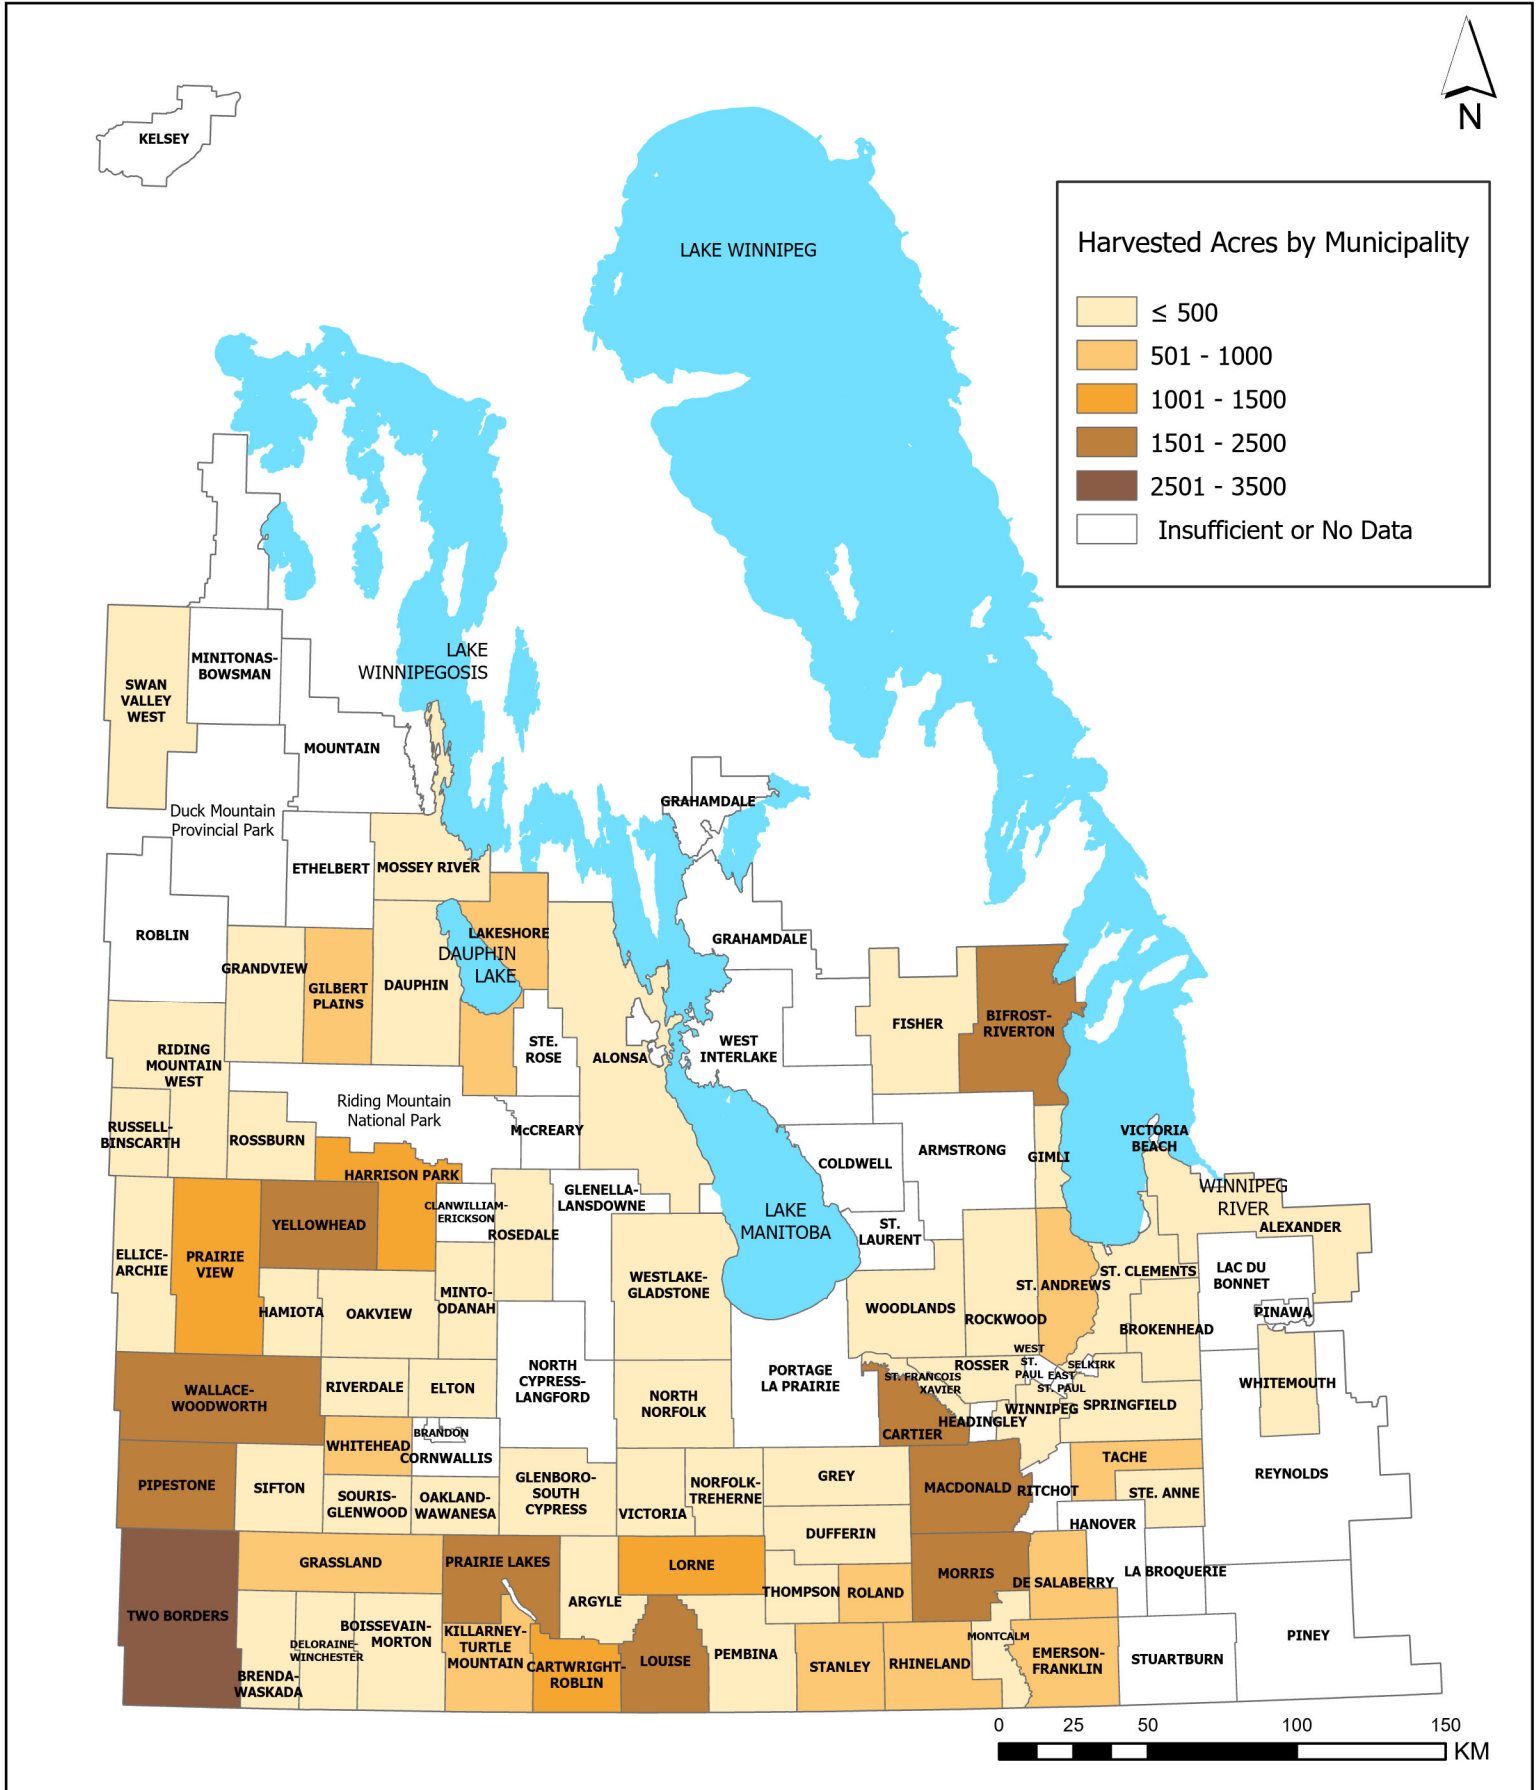 N
KELSEY
LAKE WINNIPEG
Harvested Acres by Municipality
≤ 500
501 - 1000
1001 - 1500
1501 - 2500
2501 - 3500
Insufficient or No Data
LAKE
WINNIPEGOSIS
MINITONAS-
BOWSMAN
SWAN
VALLEY
WEST
MOUNTAIN
Duck Mountain
Provincial Park
GRAHAMDALE
ETHELBERT
MOSSEY RIVER
ROBLIN
LAKESHORE
GRAHAMDALE
DAUPHIN
LAKE
GRANDVIEW
GILBERT
PLAINS
DAUPHIN
FISHER
BIFROST-
RIVERTON
STE.
ROSE
ALONSA
WEST
INTERLAKE
RIDING
MOUNTAIN
WEST
Riding Mountain
National Park
RUSSELL-
BINSCARTH
ROSSBURN
McCREARY
VICTORIA
BEACH
ARMSTRONG
GIMLI
COLDWELL
HARRISON PARK
CLANWILLIAM-
ERICKSON
GLENELLA-
LANSDOWNE
WINNIPEG
RIVER
ALEXANDER
YELLOWHEAD
ROSEDALE
LAKE
MANITOBA
ST.
LAURENT
ELLICE-
ARCHIE
PRAIRIE
VIEW
WESTLAKE-
GLADSTONE
ST. ANDREWS
ST. CLEMENTS
LAC DU
BONNET
HAMIOTA
OAKVIEW
MINTO-
ODANAH
WOODLANDS
ROCKWOOD
BROKENHEAD
PINAWA
WALLACE-
WOODWORTH
RIVERDALE
ELTON
NORTH
CYPRESS-
LANGFORD
NORTH
NORFOLK
PORTAGE
LA PRAIRIE
ST. FRANCOIS
XAVIER
ROSSER
WEST
ST.
PAUL
EAST
ST. PAUL
SELKIRK
WHITEMOUTH
SPRINGFIELD
WINNIPEG
HEADINGLEY
CARTIER
WHITEHEAD
BRANDON
CORNWALLIS
TACHE
REYNOLDS
PIPESTONE
SIFTON
SOURIS-
GLENWOOD
OAKLAND-
WAWANESA
GLENBORO-
SOUTH
CYPRESS
VICTORIA
NORFOLK-
TREHERNE
GREY
MACDONALD
RITCHOT
STE. ANNE
DUFFERIN
HANOVER
GRASSLAND
PRAIRIE LAKES
LORNE
MORRIS
DE SALABERRY
LA BROQUERIE
TWO BORDERS
ARGYLE
THOMPSON
ROLAND
BOISSEVAIN-
MORTON
DELORAINE-
WINCHESTER
BRENDA-
WASKADA
KILLARNEY-
TURTLE
MOUNTAIN
CARTWRIGHT-
ROBLIN
LOUISE
PEMBINA
STANLEY
RHINELAND
MONTCALM
EMERSON-
FRANKLIN
STUARTBURN
PINEY
0 25 50 100 150
KM